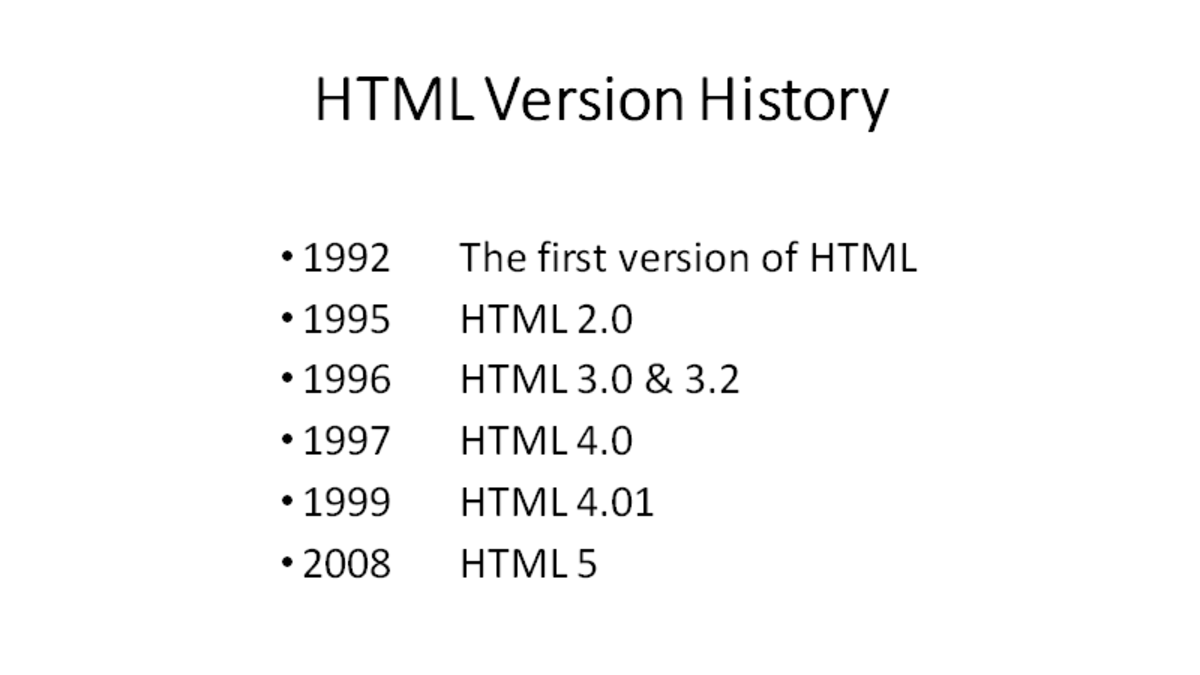 HTML Version History
• 1992 The first version of HTML
• 1995 HTML 2.0
• 1996 HTML 3.0 & 3.2
• 1997 HTML 4.0
• 1999 HTML 4.01
• 2008 HTML 5